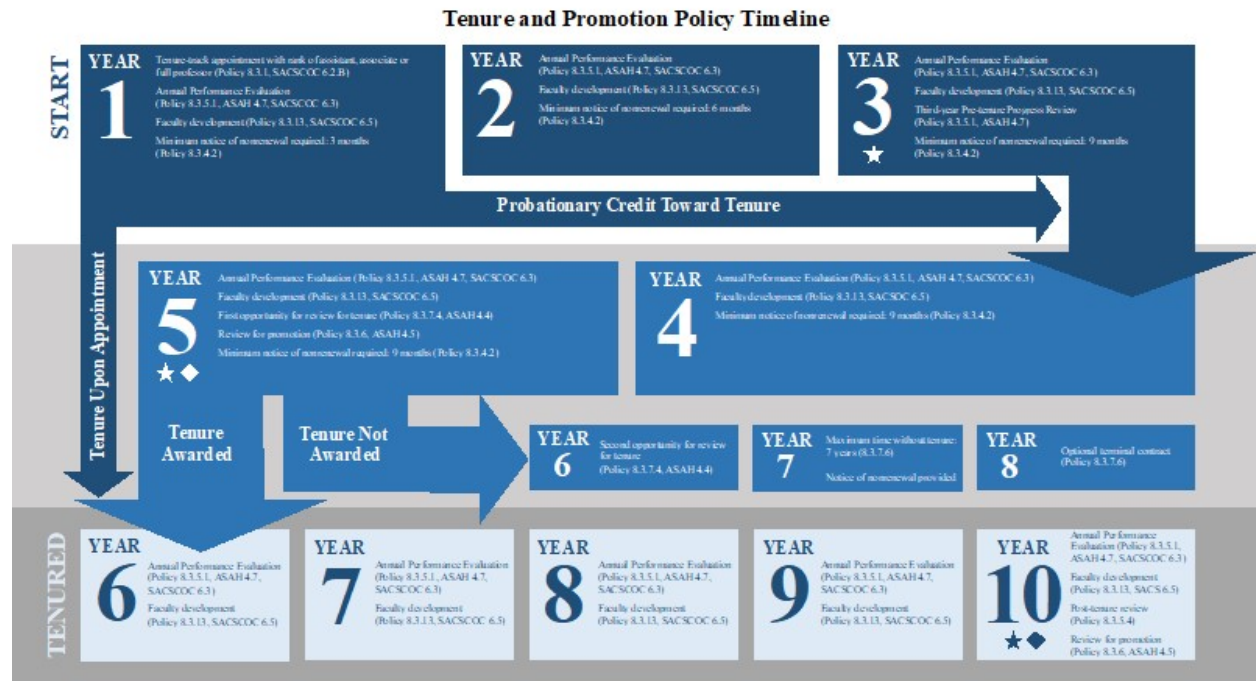 Tenure and Promotion Policy Timeline
START
YEAR
1
Tenure-track appointment with rank of assistant, associate or
full professor (Policy 8.3.1, SACSCOC 6.2.B)
Annual Performance Evaluation
(Policy 8.3.5.1, ASAH 4.7, SACSCOC 6.3)
Faculty development (Policy 8.3.13, SACSCOC 6.5)
Minimum notice of nonrenewal required: 3 months
(Policy 8.3.4.2)
YEAR
2
Annual Performance Evaluation
(Policy 8.3.5.1, ASAH 4.7, SACSCOC 6.3)
Faculty development (Policy 8.3.13, SACSCOC 6.5)
Minimum notice of nonrenewal required: 6 months
(Policy 8.3.4.2)
YEAR
3
Annual Performance Evaluation
(Policy 8.3.5.1, ASAH 4.7, SACSCOC 6.3)
Faculty development (Policy 8.3.13, SACSCOC 6.5)
Third-year Pre-tenure Progress Review
(Policy 8.3.5.1, ASAH 4.7)
Minimum notice of nonrenewal required: 9 months
(Policy 8.3.4.2)
Probationary Credit Toward Tenure
Tenure Upon Appointment
YEAR
5
Annual Performance Evaluation (Policy 8.3.5.1, ASAH 4.7, SACSCOC 6.3)
Faculty development (Policy 8.3.13, SACSCOC 6.5)
First opportunity for review for tenure (Policy 8.3.7.4, ASAH 4.4)
Review for promotion (Policy 8.3.6, ASAH 4.5)
Minimum notice of nonrenewal required: 9 months (Policy 8.3.4.2)
YEAR
4
Annual Performance Evaluation (Policy 8.3.5.1, ASAH 4.7, SACSCOC 6.3)
Faculty development (Policy 8.3.13, SACSCOC 6.5)
Minimum notice of nonrenewal required: 9 months (Policy 8.3.4.2)
Tenure
Awarded
Tenure Not
Awarded
YEAR
6
Second opportunity for review
for tenure
(Policy 8.3.7.4, ASAH 4.4)
YEAR
7
Maximum time without tenure:
7 years (8.3.7.6)
Notice of nonrenewal provided
YEAR
8
Optional terminal contract
(Policy 8.3.7.6)
TENURED
YEAR
6
Annual Performance Evaluation
(Policy 8.3.5.1, ASAH 4.7,
SACSCOC 6.3)
Faculty development
(Policy 8.3.13, SACSCOC 6.5)
YEAR
7
Annual Performance Evaluation
(Policy 8.3.5.1, ASAH 4.7,
SACSCOC 6.3)
Faculty development
(Policy 8.3.13, SACSCOC 6.5)
YEAR
8
Annual Performance Evaluation
(Policy 8.3.5.1, ASAH 4.7,
SACSCOC 6.3)
Faculty development
(Policy 8.3.13, SACSCOC 6.5)
YEAR
9
Annual Performance Evaluation
(Policy 8.3.5.1, ASAH 4.7,
SACSCOC 6.3)
Faculty development
(Policy 8.3.13, SACSCOC 6.5)
YEAR
10
Annual Performance
Evaluation (Policy 8.3.5.1,
ASAH 4.7, SACSCOC 6.3)
Faculty development
(Policy 8.3.13, SACS 6.5)
Post-tenure review
(Policy 8.3.5.4)
Review for promotion
(Policy 8.3.6, ASAH 4.5)